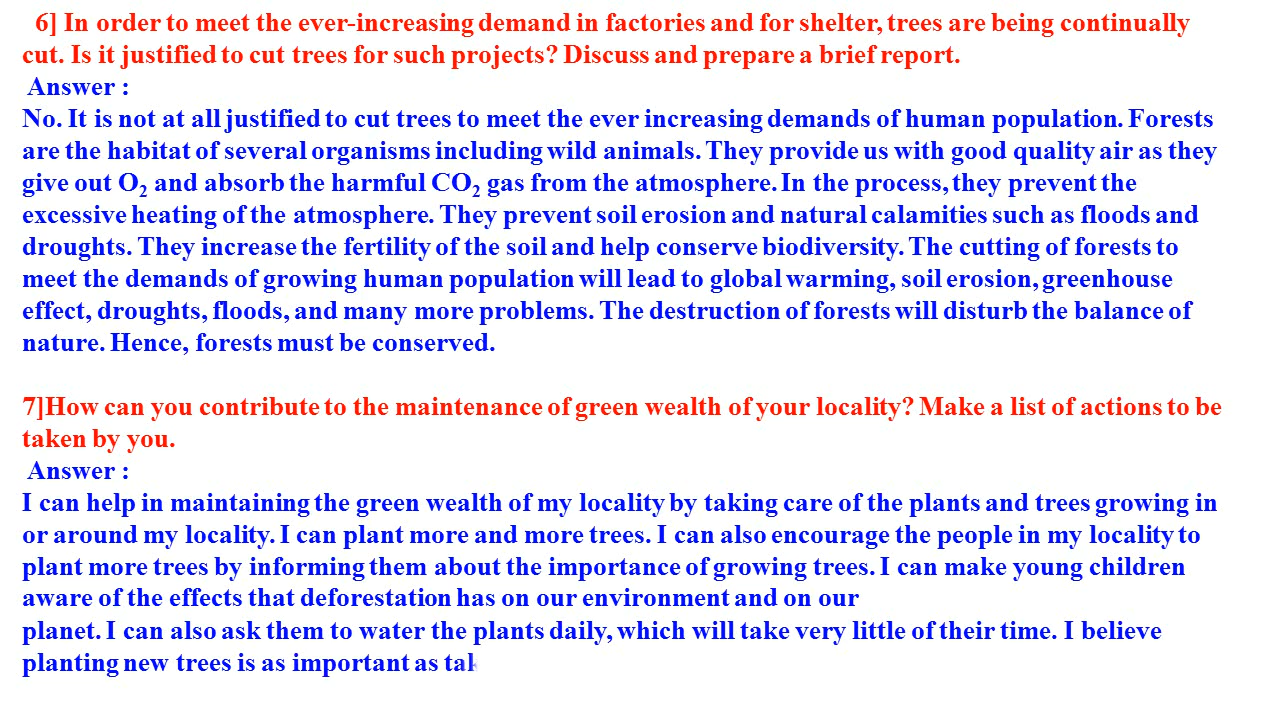 6] In order to meet the ever-increasing demand in factories and for shelter, trees are being continually
cut. Is it justified to cut trees for such projects? Discuss and prepare a brief report.
Answer :
No. It is not at all justified to cut trees to meet the ever increasing demands of human population. Forests
are the habitat of several organisms including wild animals. They provide us with good quality air as they
give out O₂ and absorb the harmful CO₂ gas from the atmosphere. In the process, they prevent the
excessive heating of the atmosphere. They prevent soil erosion and natural calamities such as floods and
droughts. They increase the fertility of the soil and help conserve biodiversity. The cutting of forests to
meet the demands of growing human population will lead to global warming, soil erosion, greenhouse
effect, droughts, floods, and many more problems. The destruction of forests will disturb the balance of
nature. Hence, forests must be conserved.
7]How can you contribute to the maintenance of green wealth of your locality? Make a list of actions to be
taken by you.
Answer :
I can help in maintaining the green wealth of my locality by taking care of the plants and trees growing in
or around my locality. I can plant more and more trees. I can also encourage the people in my locality to
plant more trees by informing them about the importance of growing trees. I can make young children
aware of the effects that deforestation has on our environment and on our
planet. I can also ask them to water the plants daily, which will take very little of their time. I believe
planting new trees is as important as